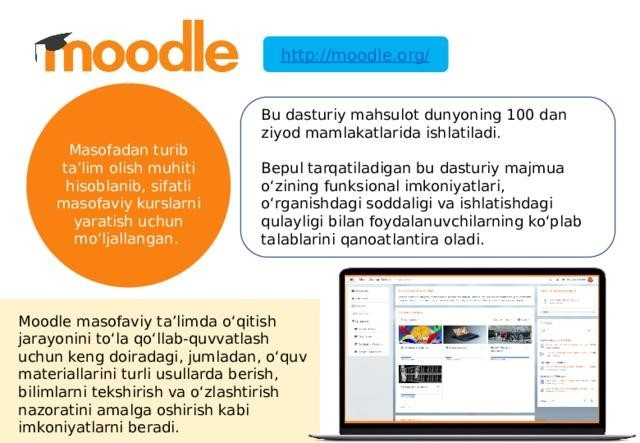 moodle
http://moodle.org/
Masofadan turib
ta’lim olish muhiti
hisoblanib, sifatli
masofaviy kurslarni
yaratish uchun
mo‘ljallangan.
Bu dasturiy mahsulot dunyoning 100 dan
ziyod mamlakatlarida ishlatiladi.
Bepul tarqatiladigan bu dasturiy majmua
o‘zining funksional imkoniyatlari,
o‘rganishdagi soddaligi va ishlatishdagi
qulayligi bilan foydalanuvchilarning ko‘plab
talablarini qanoatlantira oladi.
Moodle masofaviy ta’limda o‘qitish
jarayonini to‘la qo‘llab-quvvatlash
uchun keng doiradagi, jumladan, o‘quv
materiallarini turli usullarda berish,
bilimlarni tekshirish va o‘zlashtirish
nazoratini amalga oshirish kabi
imkoniyatlarni beradi.